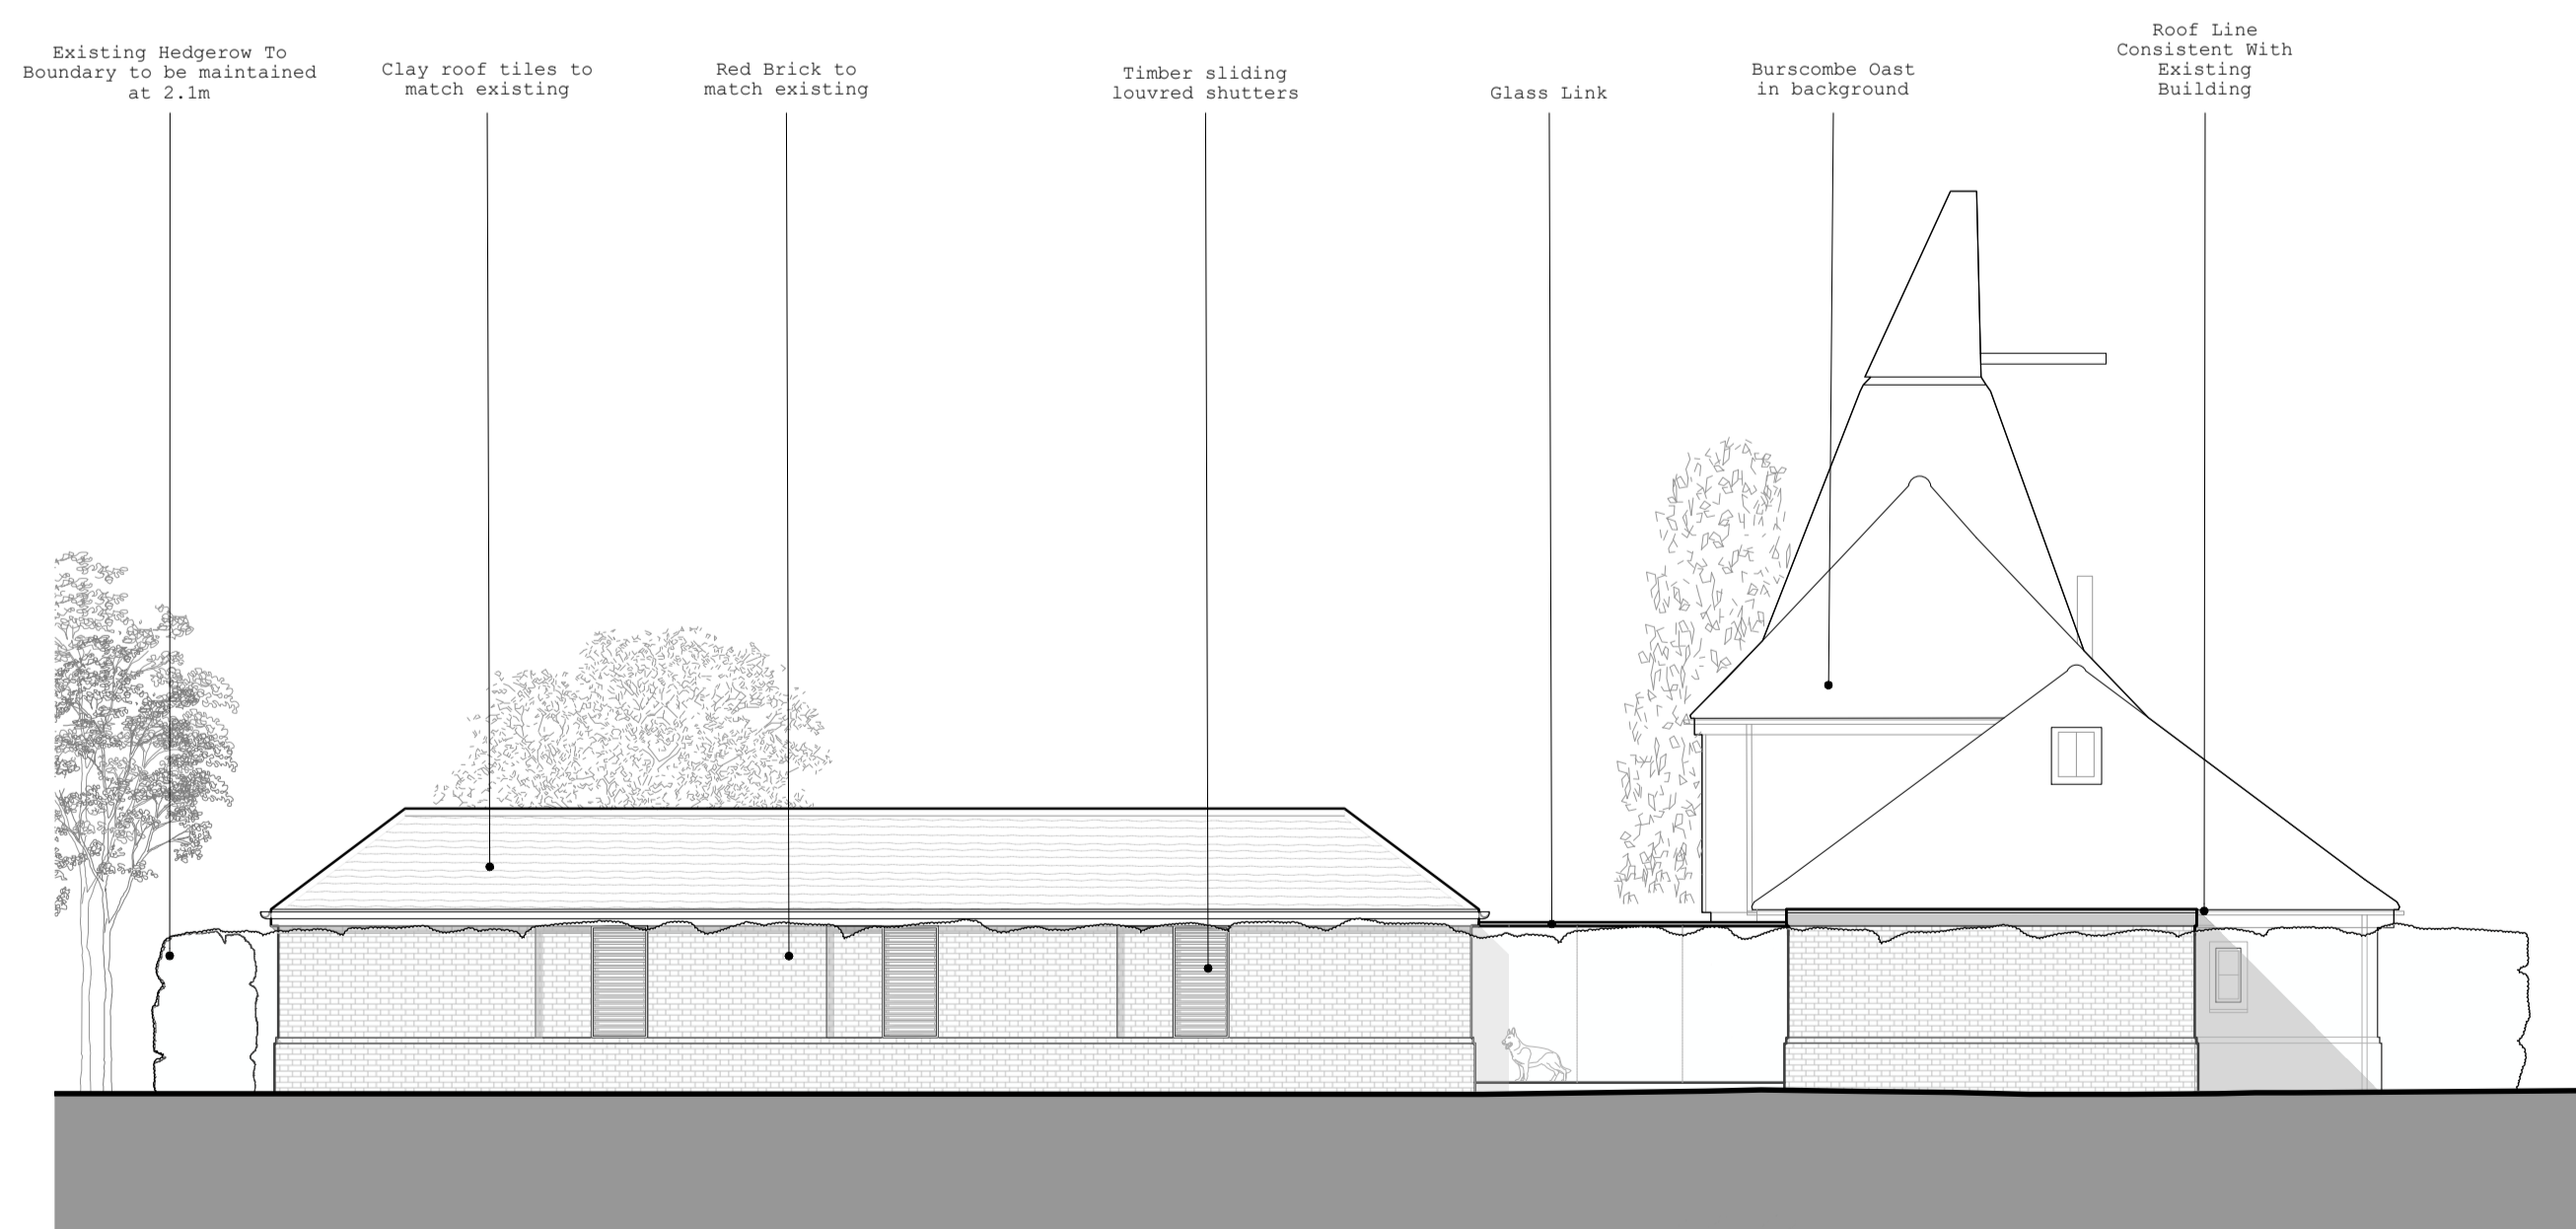 Existing Hedgerow To
Boundary to be maintained
at 2.1m
Clay roof tiles to
match existing
Red Brick to
match existing
Timber sliding
louvred shutters
Glass Link
Burscombe Oast
in background
Roof Line
Consistent With
Existing
Building